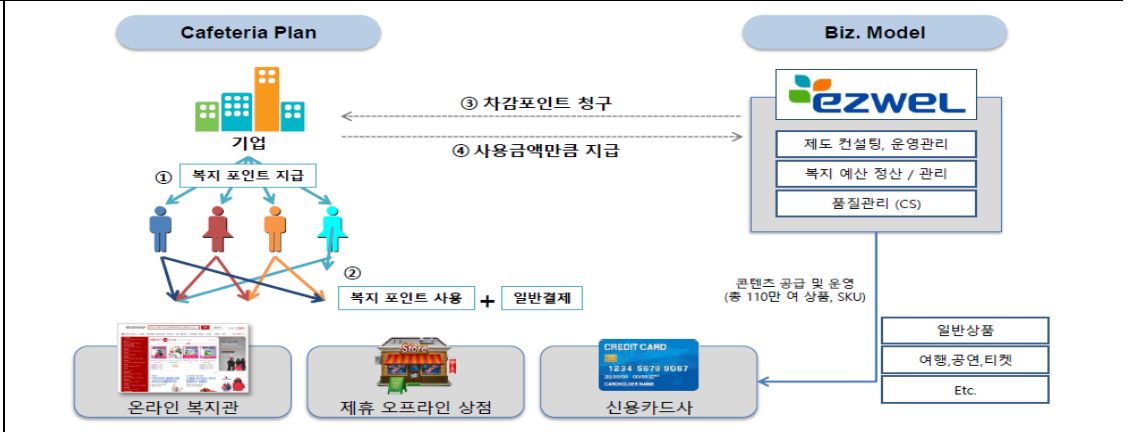 Cafeteria Plan
Biz. Model
ezwel
③ 차감포인트 청구
④ 사용금액만큼 지급
기업
제도 컨설팅, 운영관리
복지 예산 정산 / 관리
품질관리 (CS)
① 복지 포인트 지급
②
복지 포인트 사용 + 일반결제
콘텐츠 공급 및 운영
(총 110만 여 상품, SKU)
일반상품
여행,공연,티켓
Etc.
Store
CREDIT CARD
1234 5678 9087
CARDHOLDER NAME
온라인 복지관
제휴 오프라인 상점
신용카드사